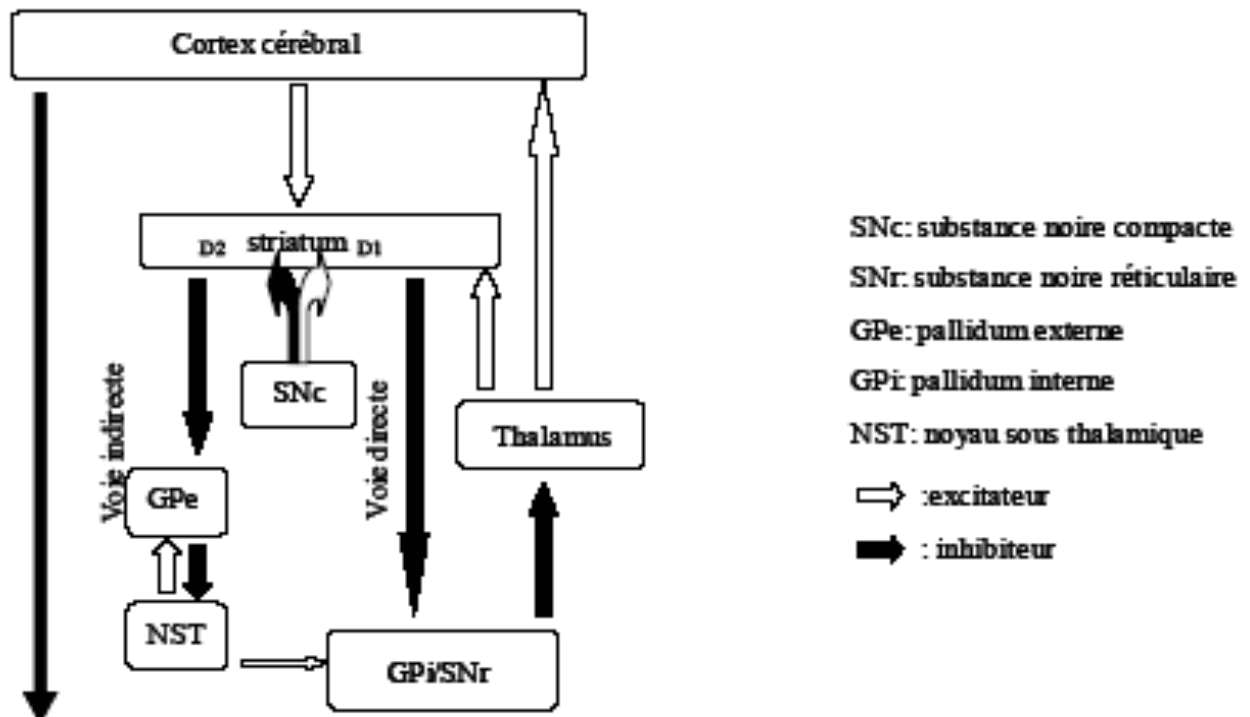 Cortex cérébral
D2 striatum D1
SNc
Thalamus
Voie indirecte
Voie directe
GPe
NST
GPi/SNr
SNc: substance noire compacte
SNr: substance noire réticulaire
GPe: pallidum externe
GPi: pallidum interne
NST: noyau sous thalamique
:excitateur
: inhibiteur